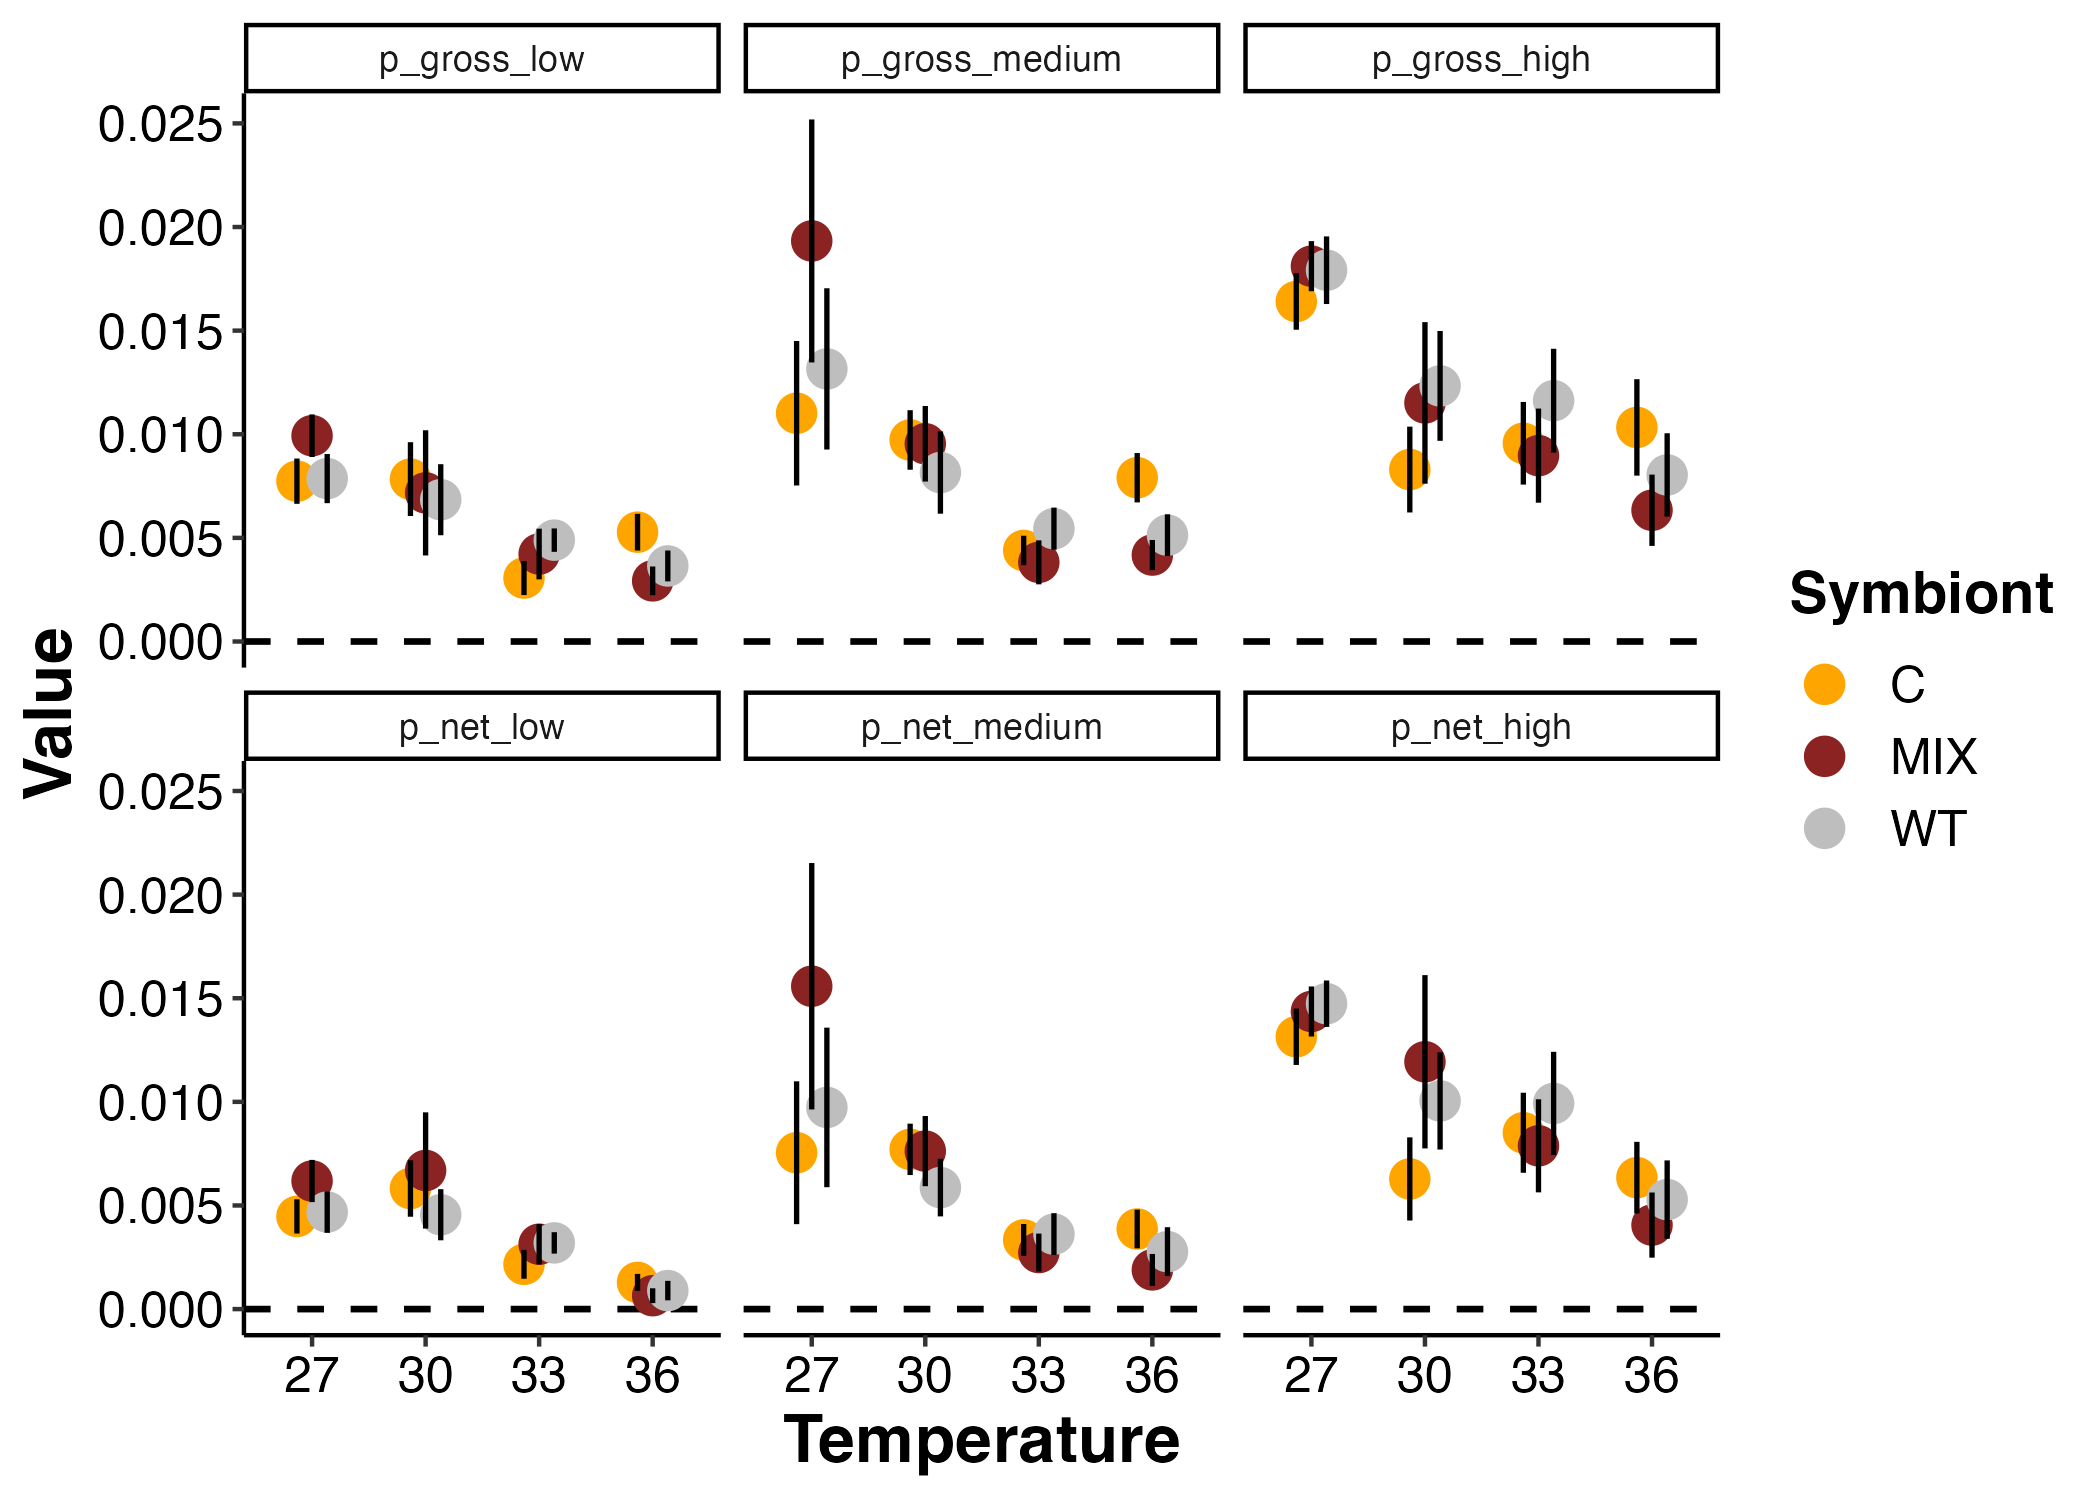 p_gross_low
p_gross_medium
p_gross_high
0.025
0.020
0.015
0.010
0.005
0.000
p_net_low
p_net_medium
p_net_high
0.025
0.020
0.015
0.010
0.005
0.000
Value
27 30 33 36
27 30 33 36
27 30 33 36
Temperature
Symbiont
C
MIX
WT